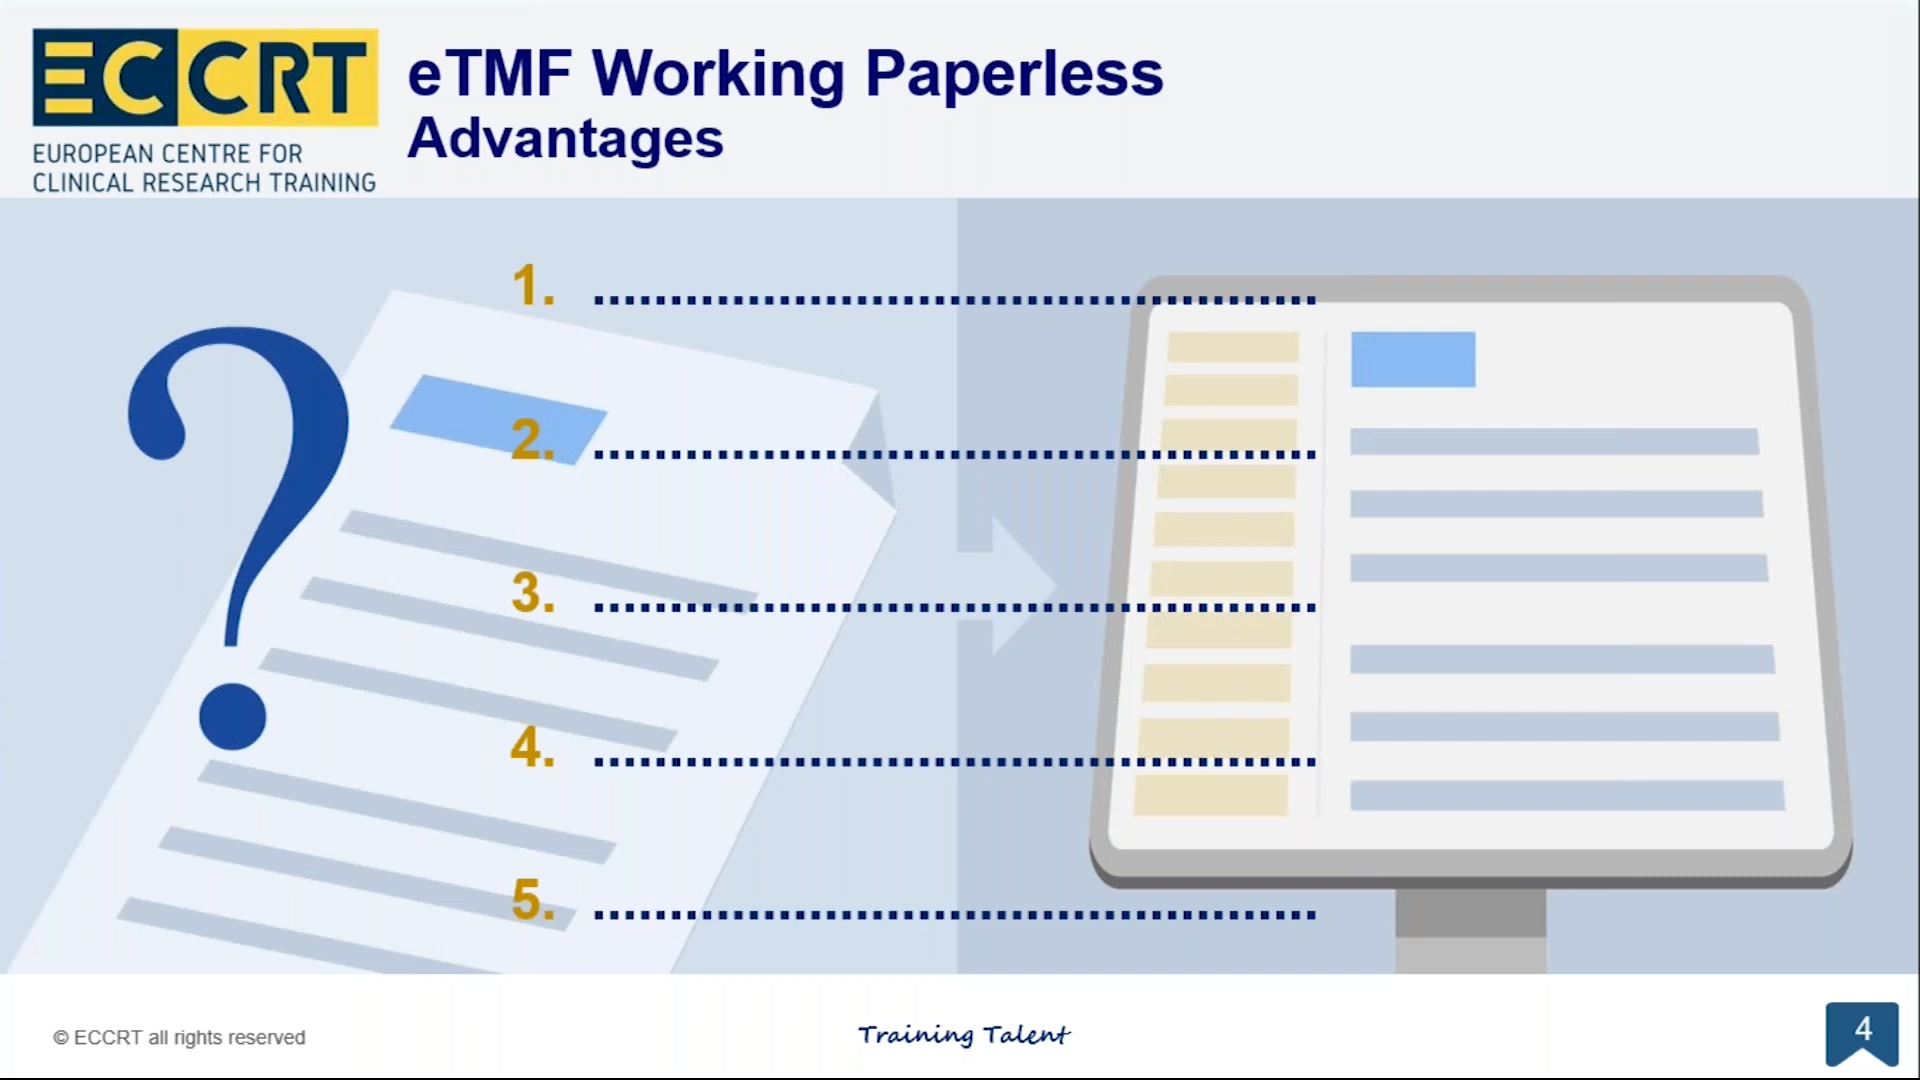 ECCRT
EUROPEAN CENTRE FOR
CLINICAL RESEARCH TRAINING
eTMF Working Paperless
Advantages
1. ...............................................
2. ...............................................
3. ...............................................
4. ...............................................
5. ...............................................
?
© ECCRT all rights reserved
Training Talent
4